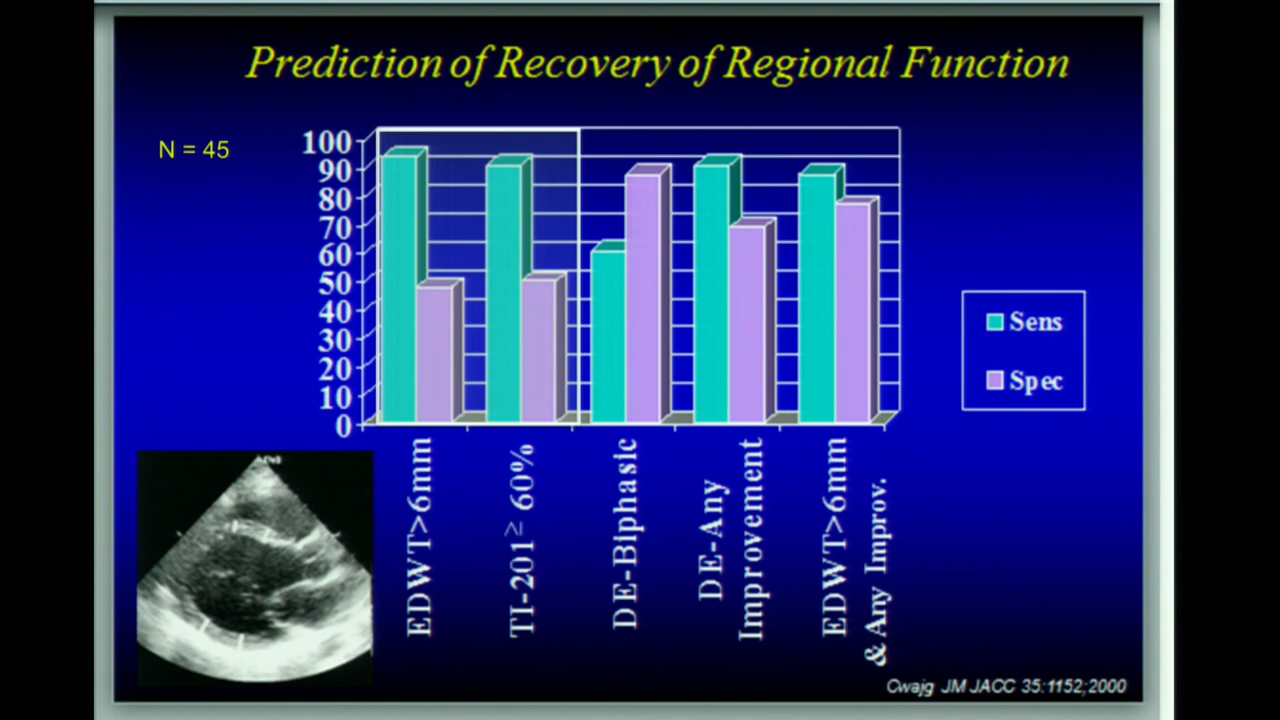 Prediction of Recovery of Regional Function
N = 45
100
90
80
70
60
50
40
30
20
10
0
EDWT>6mm
TI-201≥ 60%
DE-Biphasic
DE-Any
Improvement
EDWT>6mm
& Any Improv.
Sens
Spec
Cwajg JM JACC 35:1152;2000